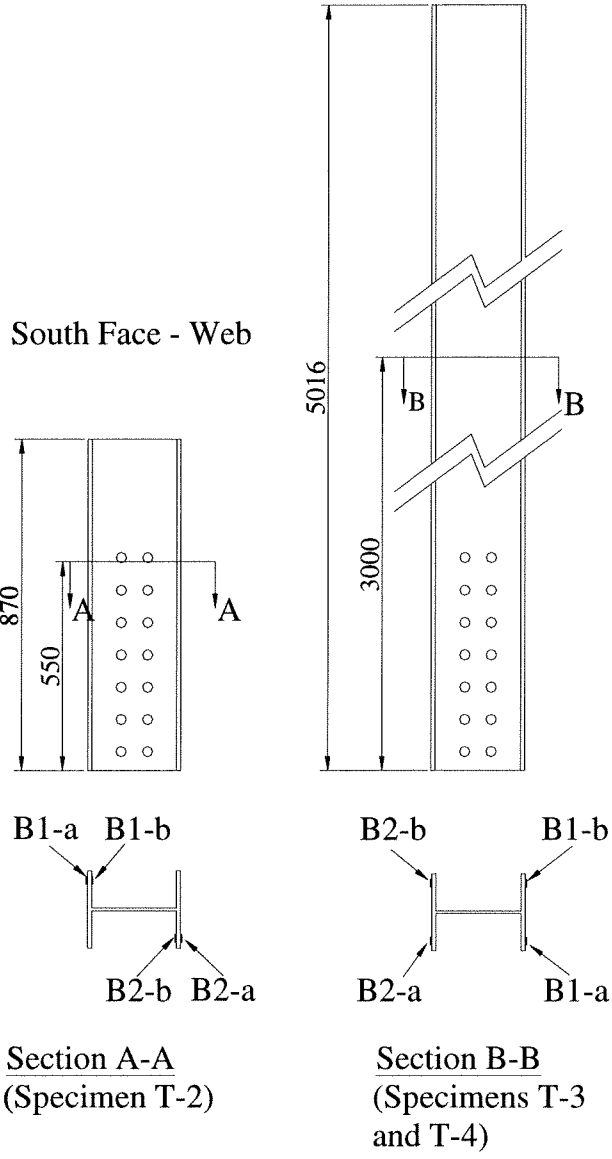 South Face - Web
5016
3000
B
B
870
550
A
A
B1-a B1-b
B2-b B2-a
B2-b B1-b
B2-a B1-a
Section A-A
(Specimen T-2)
Section B-B
(Specimens T-3
and T-4)